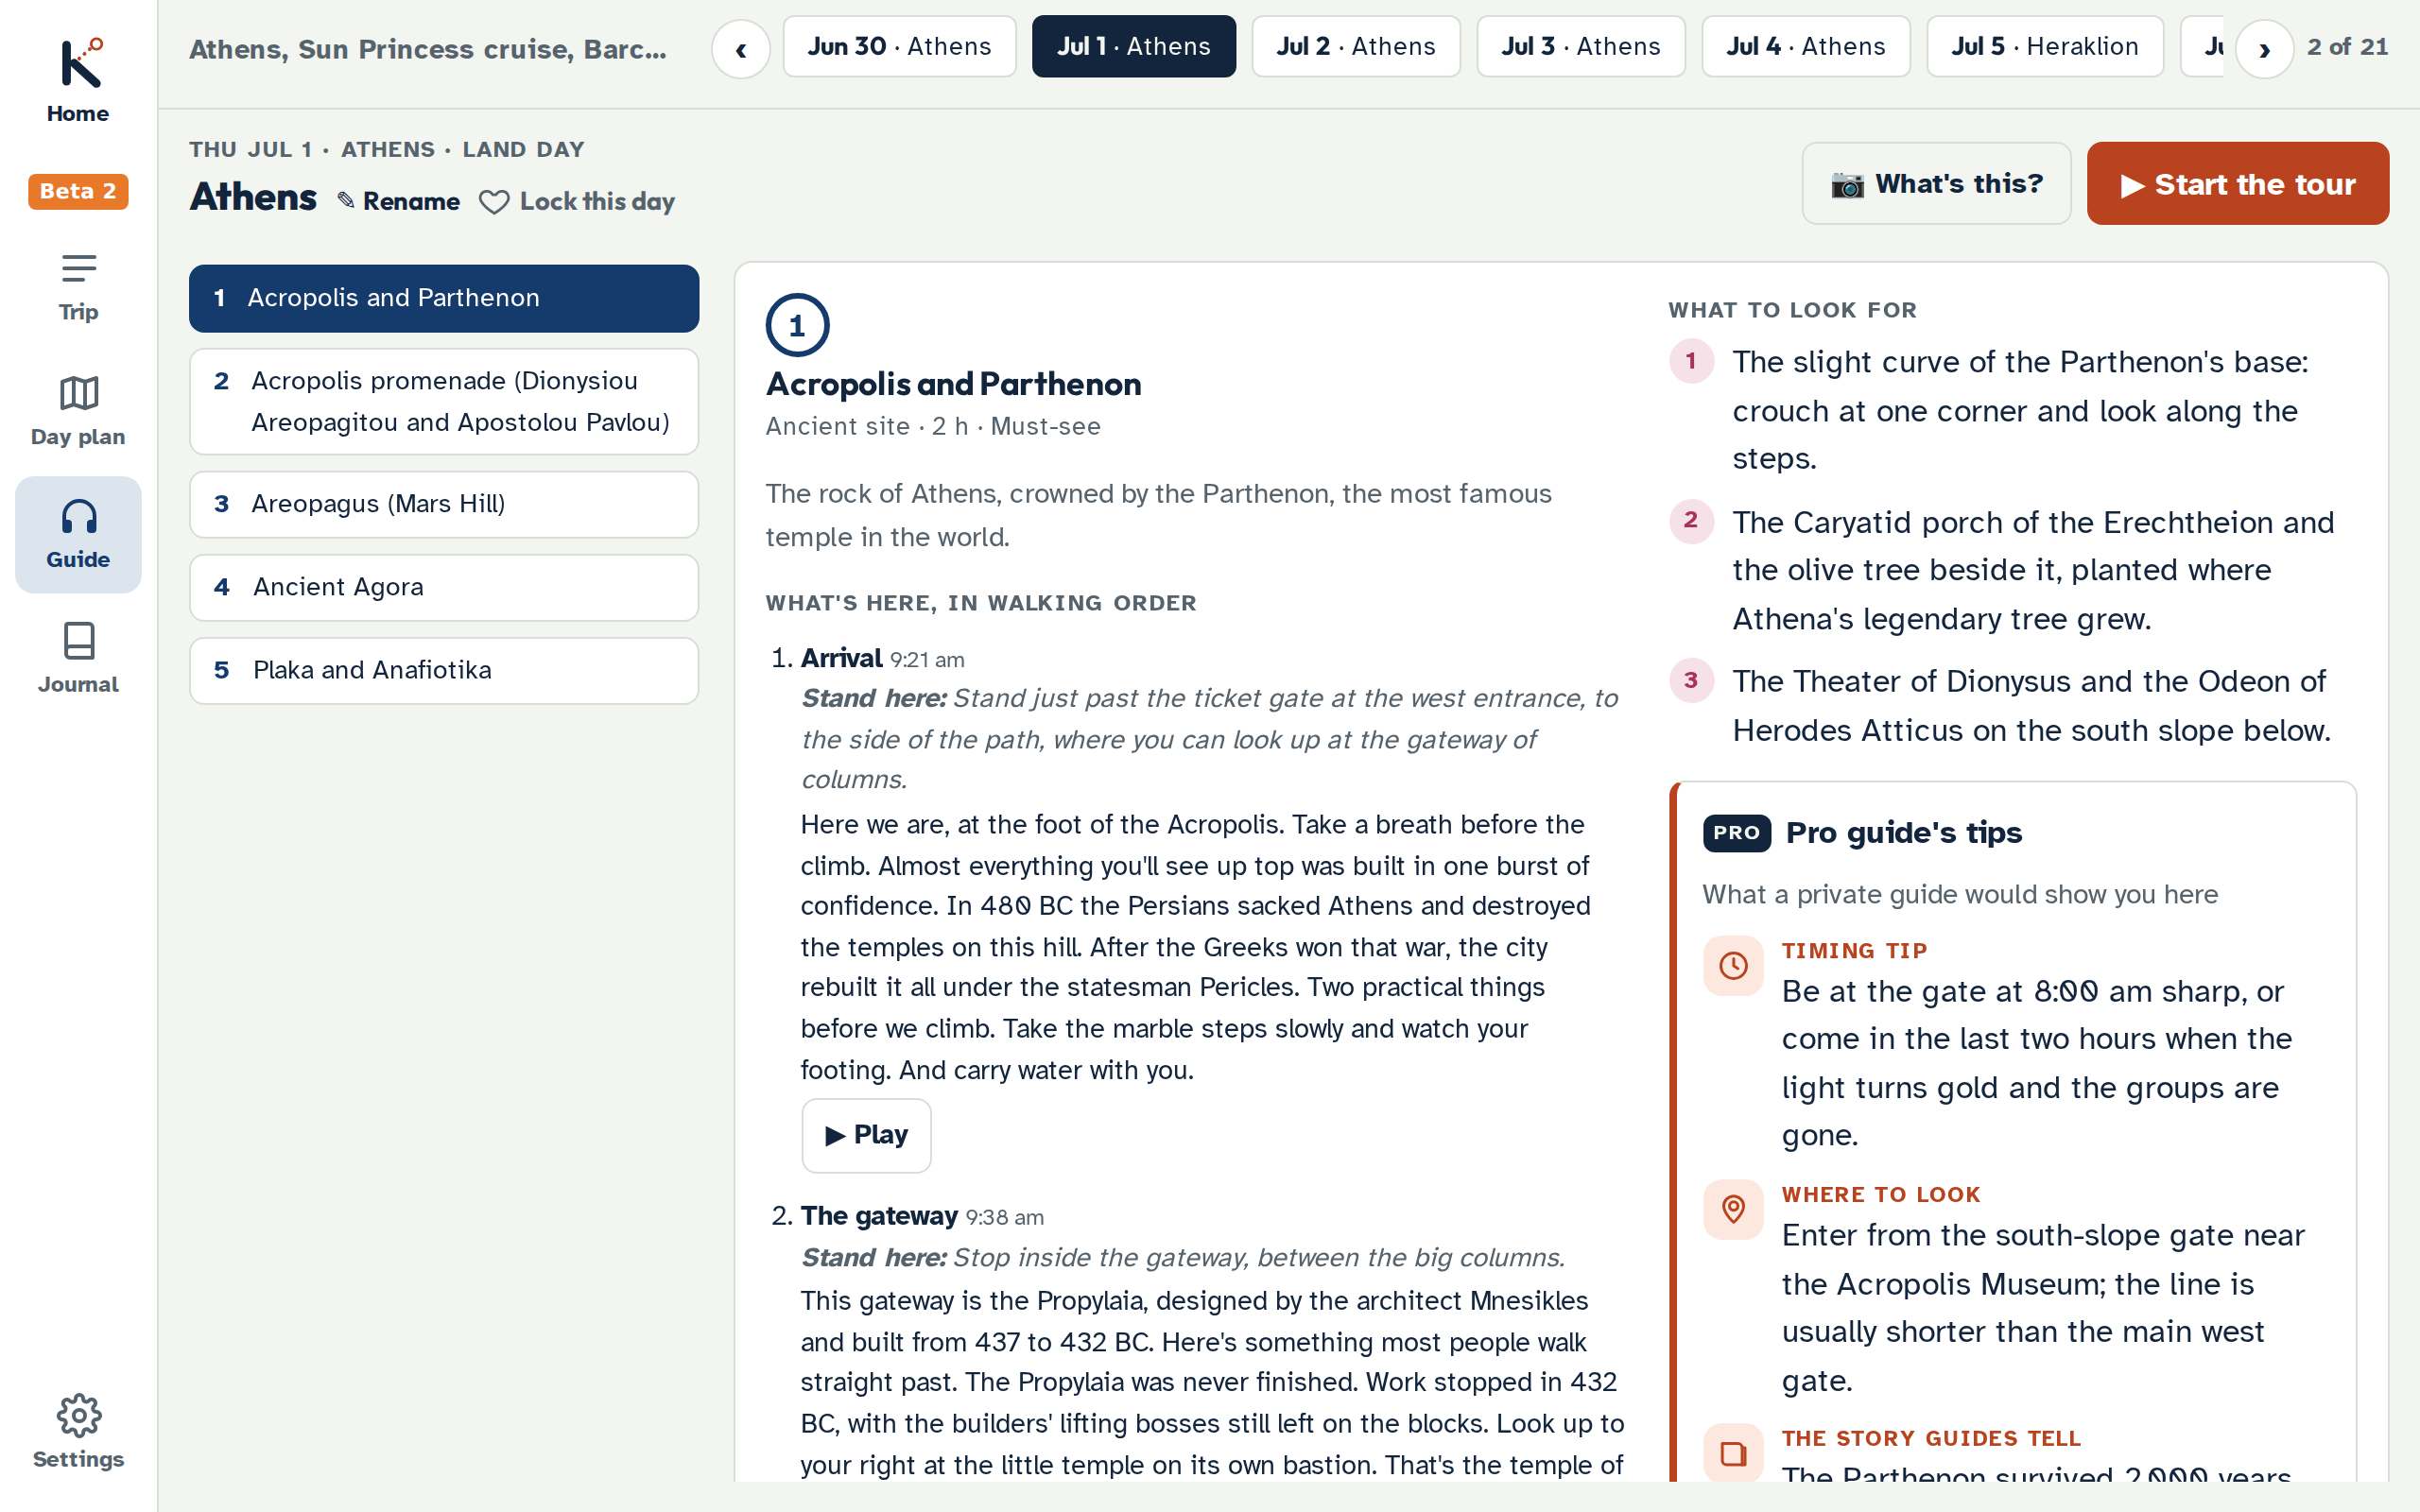 Home
Beta 2
Trip
Day plan
Guide
Journal
Settings
Athens, Sun Princess cruise, Barc...
‹
Jun 30 · Athens
Jul 1 · Athens
Jul 2 · Athens
Jul 3 · Athens
Jul 4 · Athens
Jul 5 · Heraklion
›
2 of 21
THU JUL 1 · ATHENS · LAND DAY
Athens
✎ Rename
Lock this day
📷 What's this?
▶ Start the tour
1 Acropolis and Parthenon
2 Acropolis promenade (Dionysiou
Areopagitou and Apostolou Pavlou)
3 Areopagus (Mars Hill)
4 Ancient Agora
5 Plaka and Anafiotika
1
Acropolis and Parthenon
Ancient site · 2 h · Must-see
The rock of Athens, crowned by the Parthenon, the most famous
temple in the world.
WHAT'S HERE, IN WALKING ORDER
1. Arrival 9:21 am
Stand here: Stand just past the ticket gate at the west entrance, to
the side of the path, where you can look up at the gateway of
columns.
Here we are, at the foot of the Acropolis. Take a breath before the
climb. Almost everything you'll see up top was built in one burst of
confidence. In 480 BC the Persians sacked Athens and destroyed
the temples on this hill. After the Greeks won that war, the city
rebuilt it all under the statesman Pericles. Two practical things
before we climb. Take the marble steps slowly and watch your
footing. And carry water with you.
▶ Play
2. The gateway 9:38 am
Stand here: Stop inside the gateway, between the big columns.
This gateway is the Propylaia, designed by the architect Mnesikles
and built from 437 to 432 BC. Here's something most people walk
straight past. The Propylaia was never finished. Work stopped in 432
BC, with the builders' lifting bosses still left on the blocks. Look up to
your right at the little temple on its own bastion. That's the temple of
WHAT TO LOOK FOR
1 The slight curve of the Parthenon's base:
crouch at one corner and look along the
steps.
2 The Caryatid porch of the Erechtheion and
the olive tree beside it, planted where
Athena's legendary tree grew.
3 The Theater of Dionysus and the Odeon of
Herodes Atticus on the south slope below.
PRO Pro guide's tips
What a private guide would show you here
TIMING TIP
Be at the gate at 8:00 am sharp, or
come in the last two hours when the
light turns gold and the groups are
gone.
WHERE TO LOOK
Enter from the south-slope gate near
the Acropolis Museum; the line is
usually shorter than the main west
gate.
THE STORY GUIDES TELL
The Parthenon survived 2,000 years